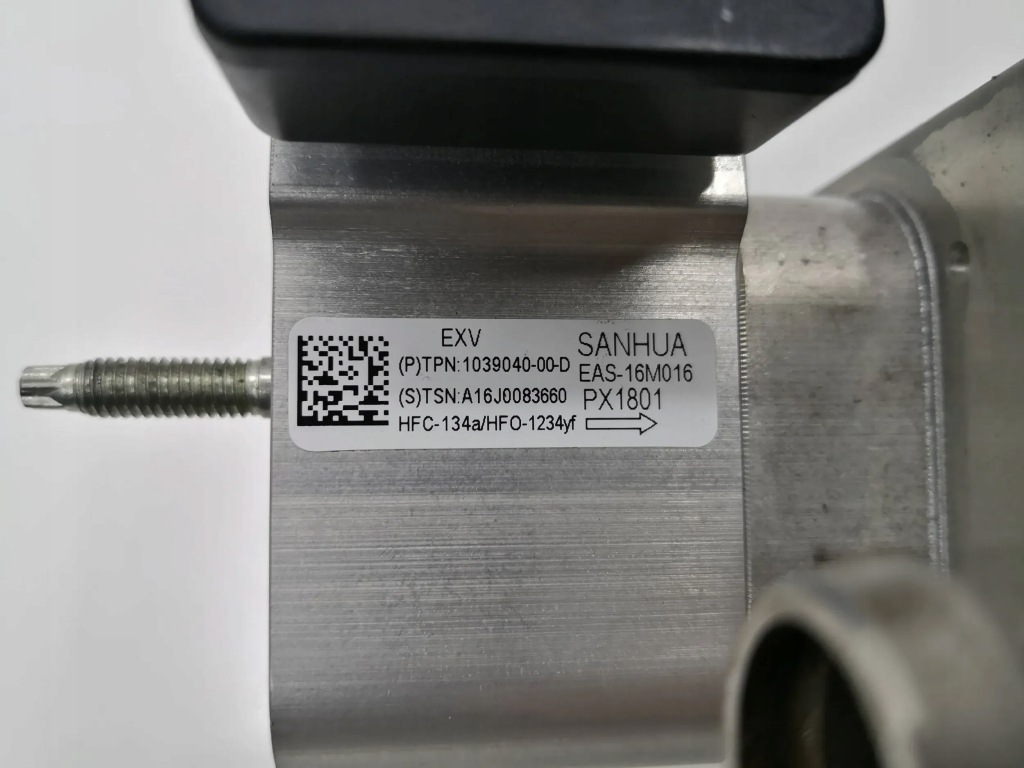 EXV
(P)TPN:1039040-00-D
(S)TSN:A16J0083660
HFC-134a/HFO-1234yf
SANHUA
EAS-16M016
PX1801